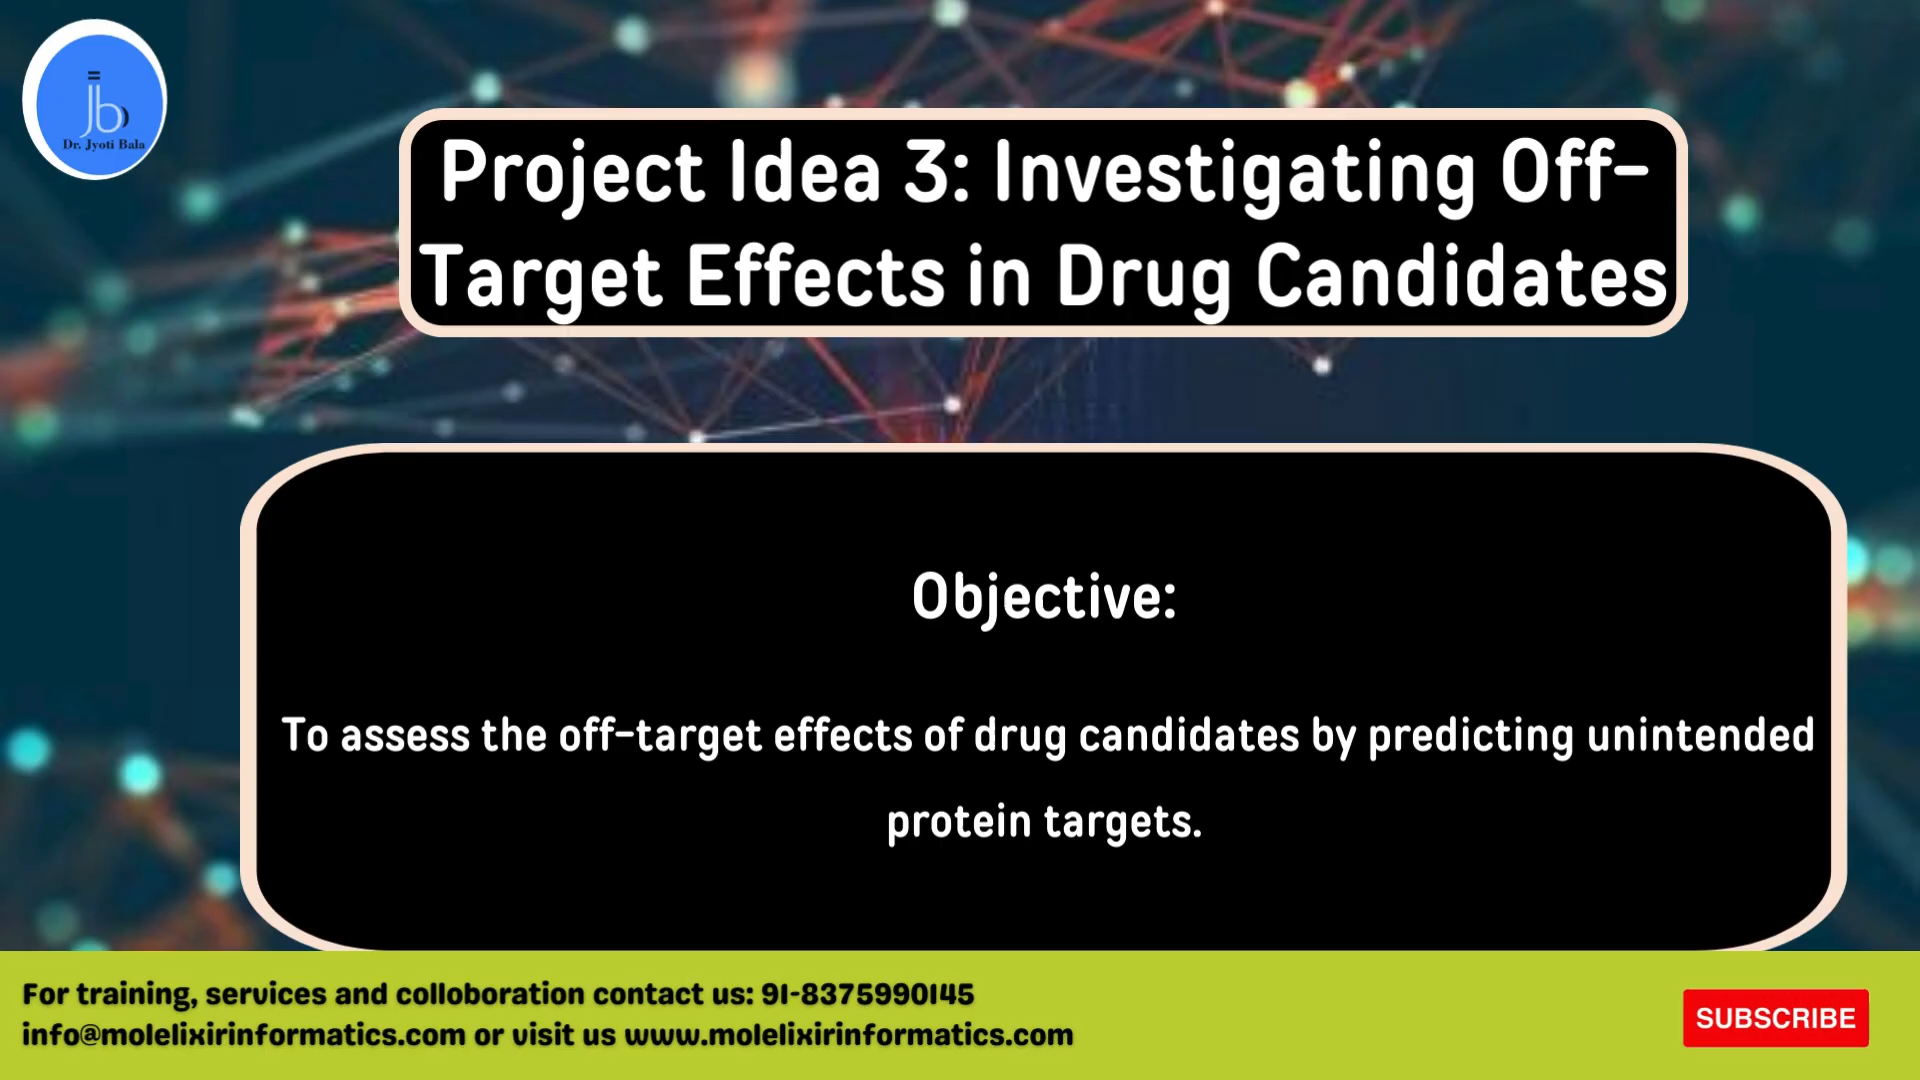 Dr. Jyoti Bala
Project Idea 3: Investigating Off-
Target Effects in Drug Candidates
Objective:
To assess the off-target effects of drug candidates by predicting unintended
protein targets.
For training, services and colloboration contact us: 91-8375990145
info@molelixirinformatics.com or visit us www.molelixirinformatics.com
SUBSCRIBE